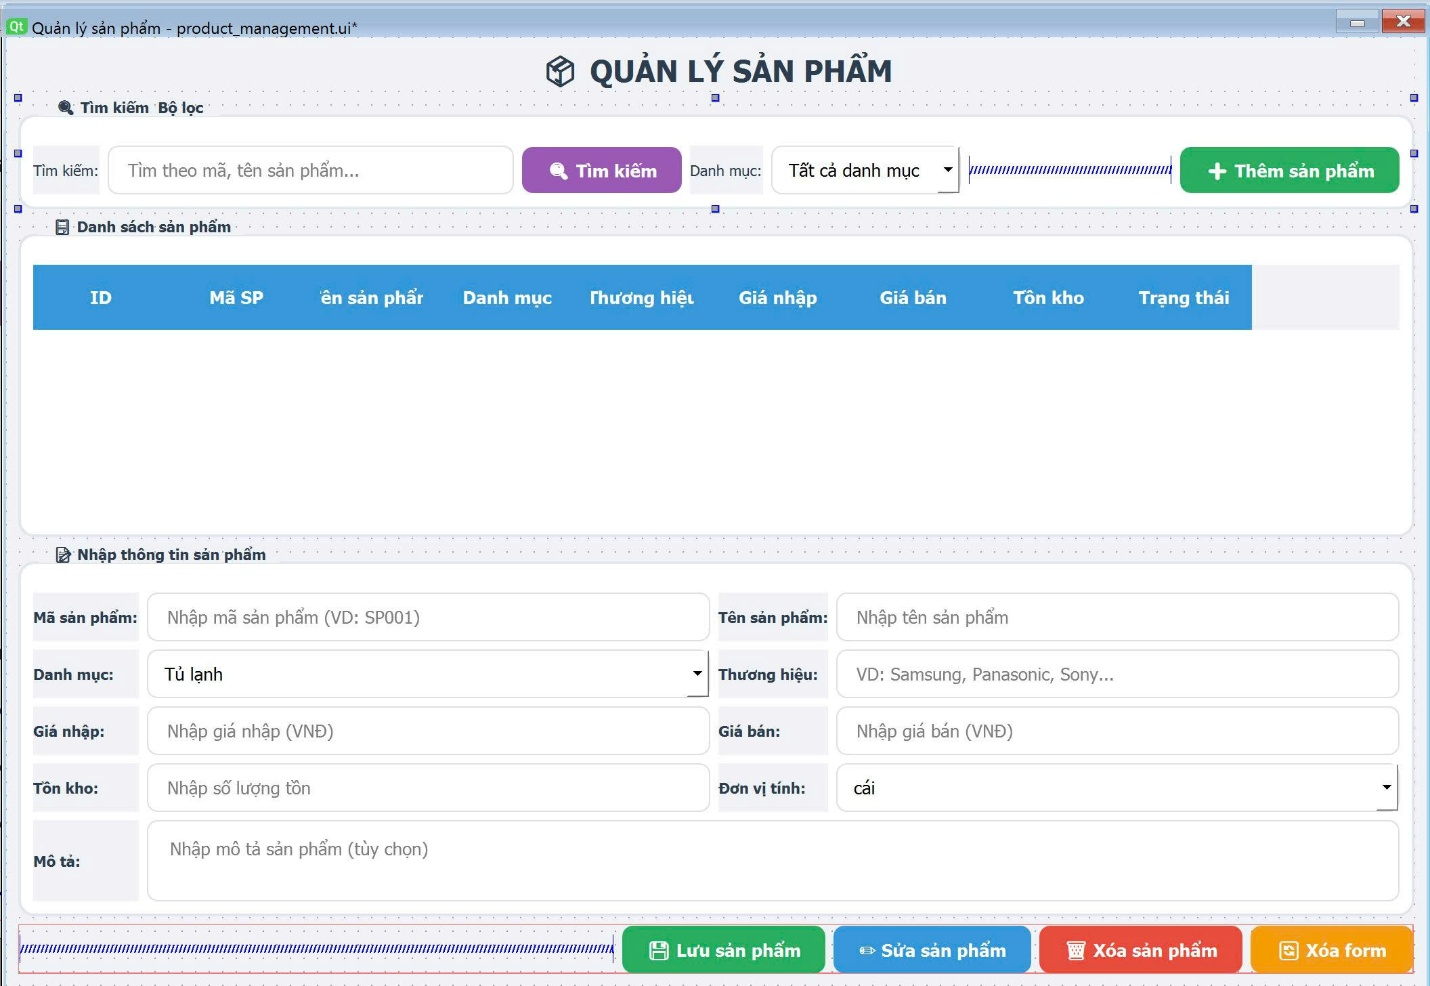 Qt Quản lý sản phẩm - product_management.ui*
QUẢN LÝ SẢN PHẨM
Tìm kiếm Bộ lọc
Tìm kiếm: Tìm theo mã, tên sản phẩm... Tìm kiếm Danh mục: Tất cả danh mục Thêm sản phẩm
Danh sách sản phẩm
ID Mã SP ên sản phẩr Danh mục Thương hiệu Giá nhập Giá bán Tồn kho Trạng thái
Nhập thông tin sản phẩm
Mã sản phẩm: Nhập mã sản phẩm (VD: SP001) Tên sản phẩm: Nhập tên sản phẩm
Danh mục: Tủ lạnh Thương hiệu: VD: Samsung, Panasonic, Sony...
Giá nhập: Nhập giá nhập (VNĐ) Giá bán: Nhập giá bán (VNĐ)
Tồn kho: Nhập số lượng tồn Đơn vị tính: cái
Mô tả: Nhập mô tả sản phẩm (tùy chọn)
Lưu sản phẩm Sửa sản phẩm Xóa sản phẩm Xóa form